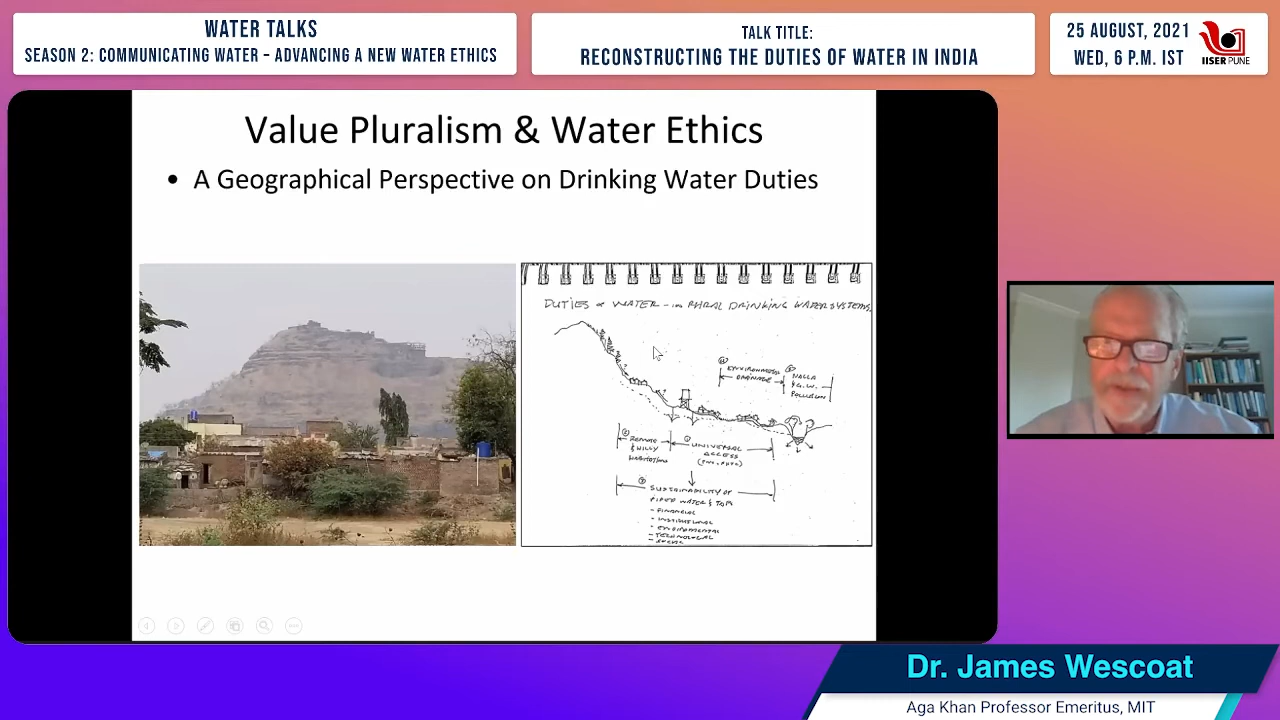 WATER TALKS
SEASON 2: COMMUNICATING WATER – ADVANCING A NEW WATER ETHICS
TALK TITLE:
RECONSTRUCTING THE DUTIES OF WATER IN INDIA
25 AUGUST, 2021
WED, 6 P.M. IST
IISER PUNE
Value Pluralism & Water Ethics
• A Geographical Perspective on Drinking Water Duties
DUTIES of WATER - in RURAL DRINKING WATER SYSTEMS
ENVIRONMENTAL
DRAINAGE
NALLA
& G.W.
POLLUTION
REMOTE
& HILLY
HABITATIONS
UNIVERSAL
ACCESS
SUSTAINABILITY OF
PIPED WATER & TAPS
- FINANCIAL
- INSTITUTIONAL
- ENVIRONMENTAL
- TECHNOLOGICAL
- SOCIAL
Dr. James Wescoat
Aga Khan Professor Emeritus, MIT